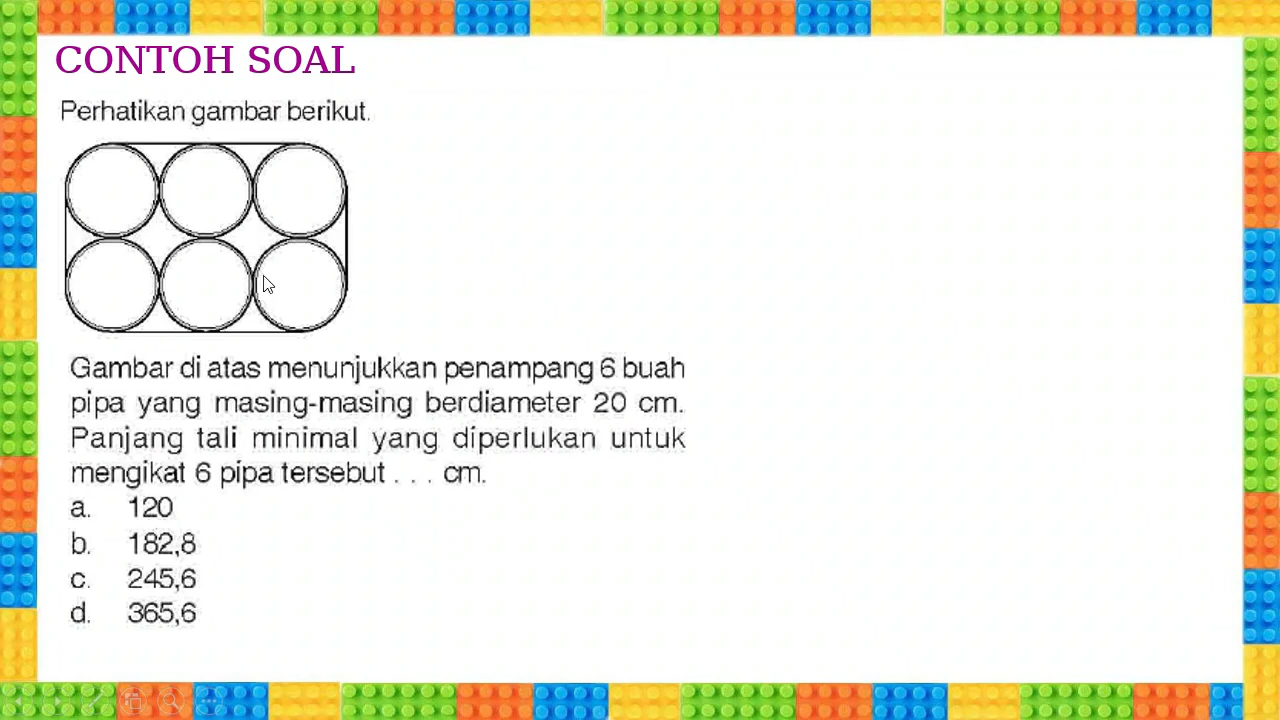 CONTOH SOAL
Perhatikan gambar berikut.
Gambar di atas menunjukkan penampang 6 buah
pipa yang masing-masing berdiameter 20 cm.
Panjang tali minimal yang diperlukan untuk
mengikat 6 pipa tersebut . . . cm.
a. 120
b. 182,8
c. 245,6
d. 365,6